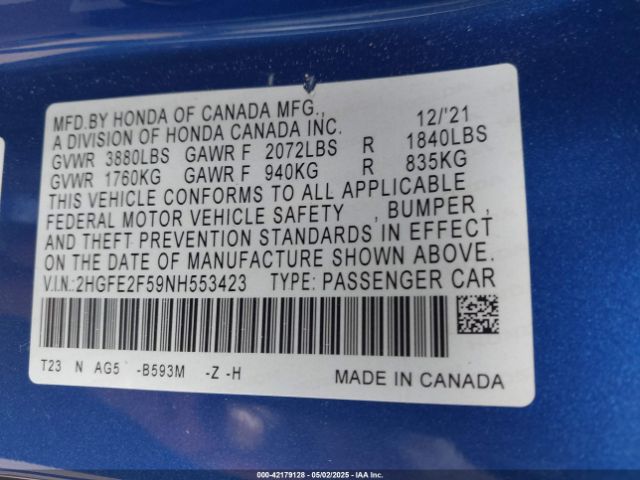 MFD.BY HONDA OF CANADA MFG., 12/'21
A DIVISION OF HONDA CANADA INC.
GVWR 3880LBS GAWR F 2072LBS R 1840LBS
GVWR 1760KG GAWR F 940KG R 835KG
THIS VEHICLE CONFORMS TO ALL APPLICABLE
FEDERAL MOTOR VEHICLE SAFETY , BUMPER ,
AND THEFT PREVENTION STANDARDS IN EFFECT
ON THE DATE OF MANUFACTURE SHOWN ABOVE.
V.I.N.:2HGFE2F59NH553423 TYPE: PASSENGER CAR
T23 N AG5 -B593M -Z -H
MADE IN CANADA
000-42179128 - 05/02/2025 - IAA Inc.